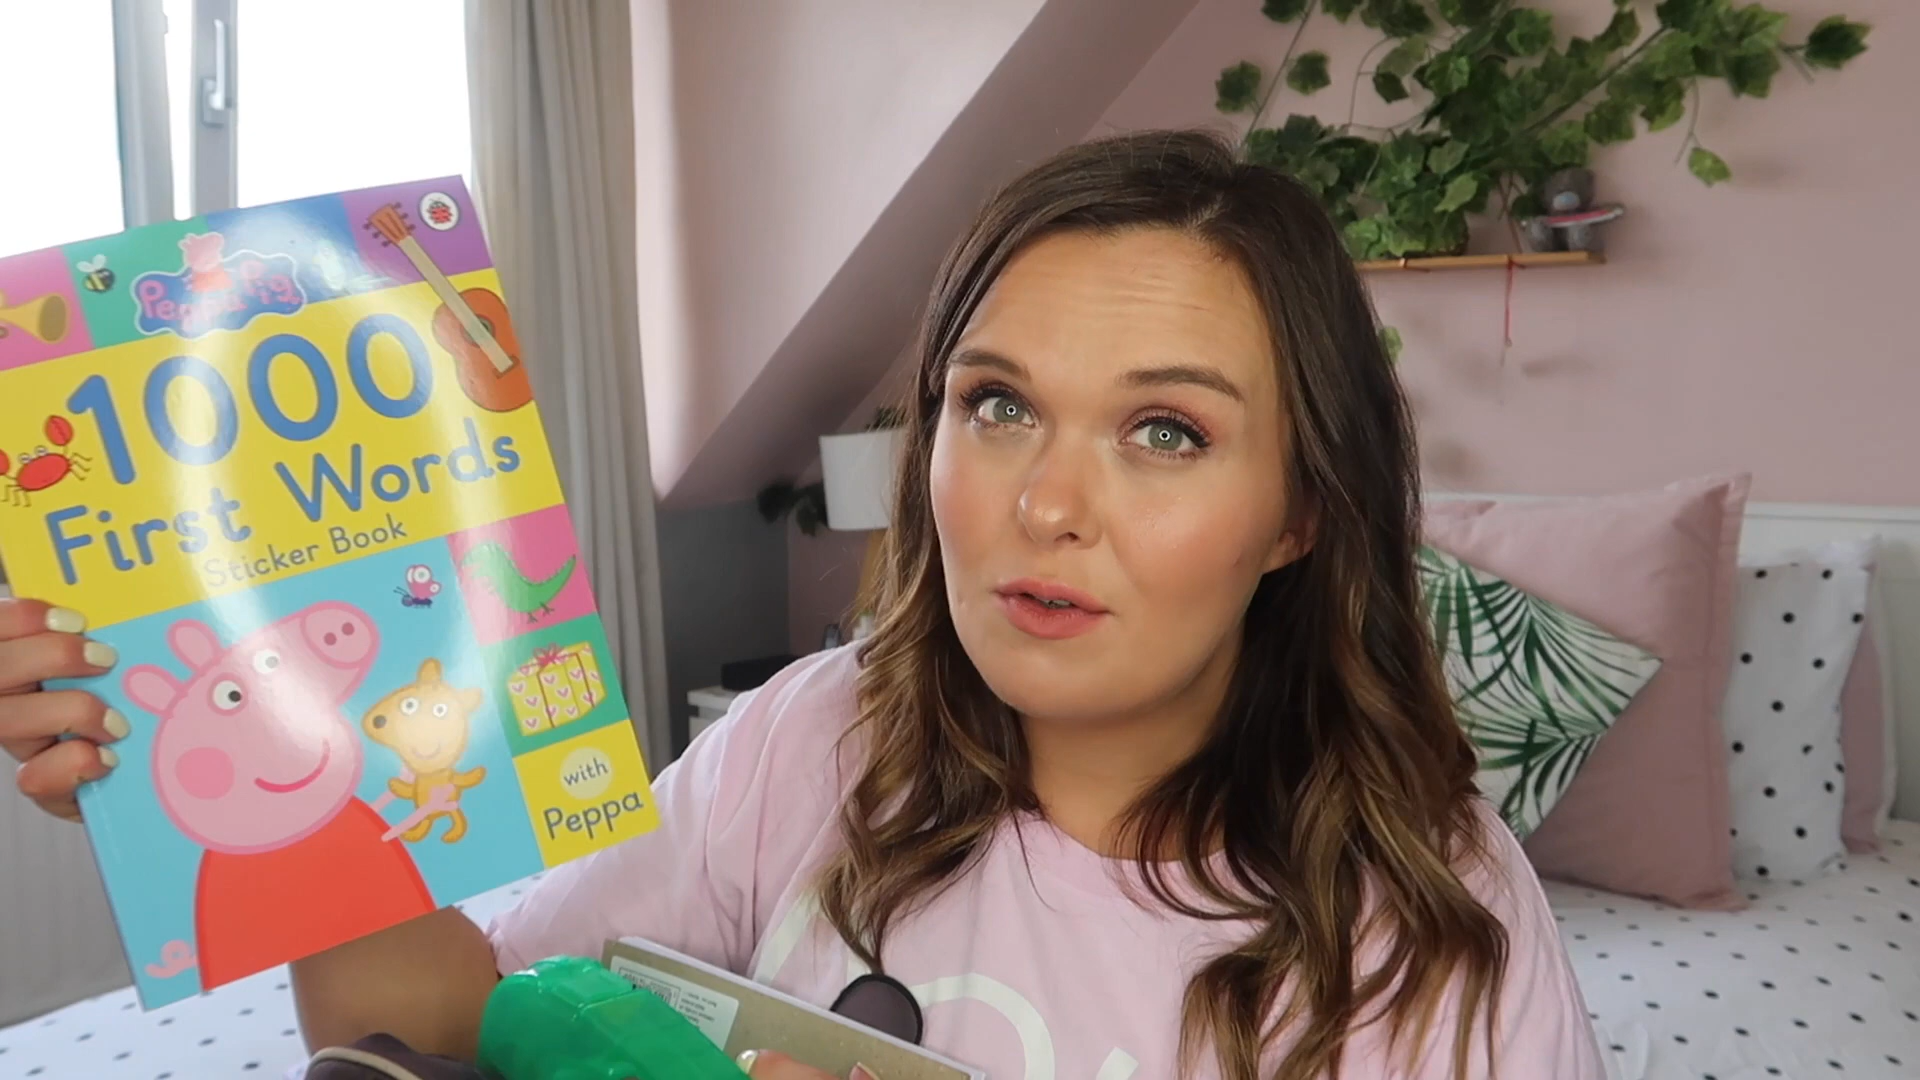 Peppa Pig
1000
First Words
Sticker Book
with
Peppa